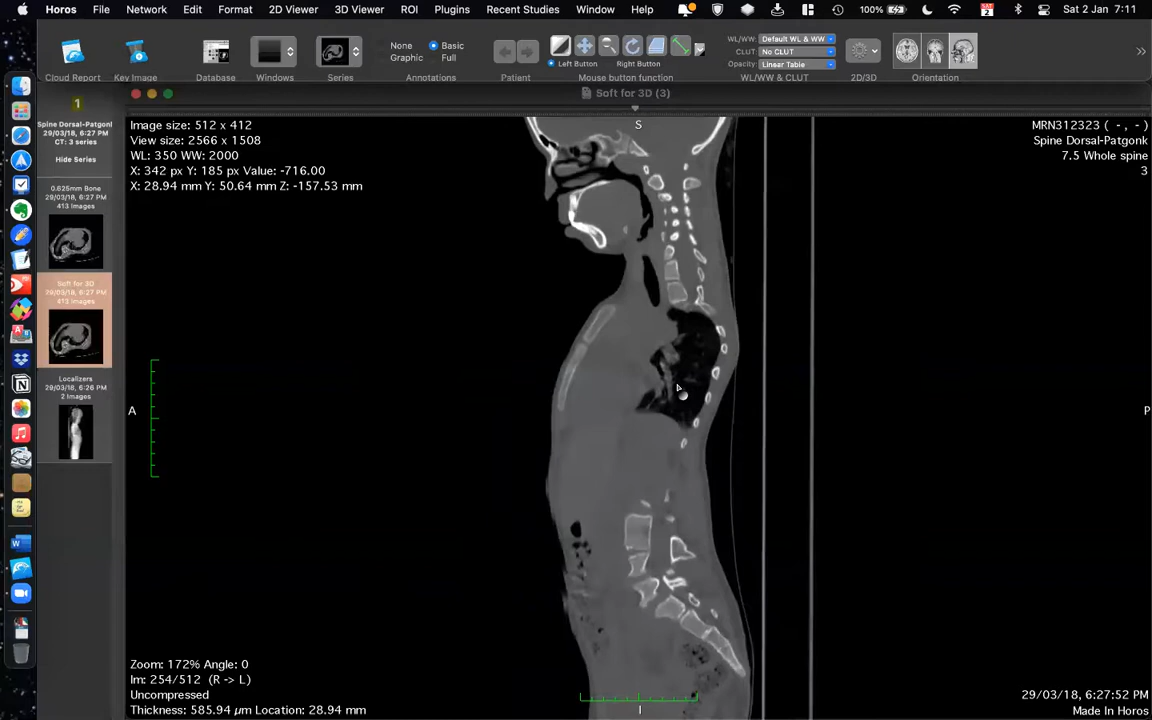 Horos File Network Edit Format 2D Viewer 3D Viewer ROI Plugins Recent Studies Window Help 100% SAT 2 Sat 2 Jan 7:11
None
Graphic
Basic
Full
Default WL & WW
No CLUT
Linear Table
WL/WW:
CLUT:
Opacity:
Left Button
Right Button
Cloud Report Key Image Database Windows Series Annotations Patient Mouse button function WL/WW & CLUT 2D/3D Orientation
Soft for 3D (3)
1
Spine Dorsal-Patgonl
29/03/18, 6:27 PM
CT: 3 series
Hide Series
0.625mm Bone
29/03/18, 6:27 PM
413 Images
Soft for 3D
29/03/18, 6:27 PM
413 Images
Localizers
29/03/18, 6:26 PM
2 Images
Image size: 512 x 412
View size: 2566 x 1508
WL: 350 WW: 2000
X: 342 px Y: 185 px Value: -716.00
X: 28.94 mm Y: 50.64 mm Z: -157.53 mm
S
MRN312323 ( - , - )
Spine Dorsal-Patgonk
7.5 Whole spine
3
A
P
Zoom: 172% Angle: 0
Im: 254/512 (R -> L)
Uncompressed
Thickness: 585.94 µm Location: 28.94 mm
I
29/03/18, 6:27:52 PM
Made In Horos